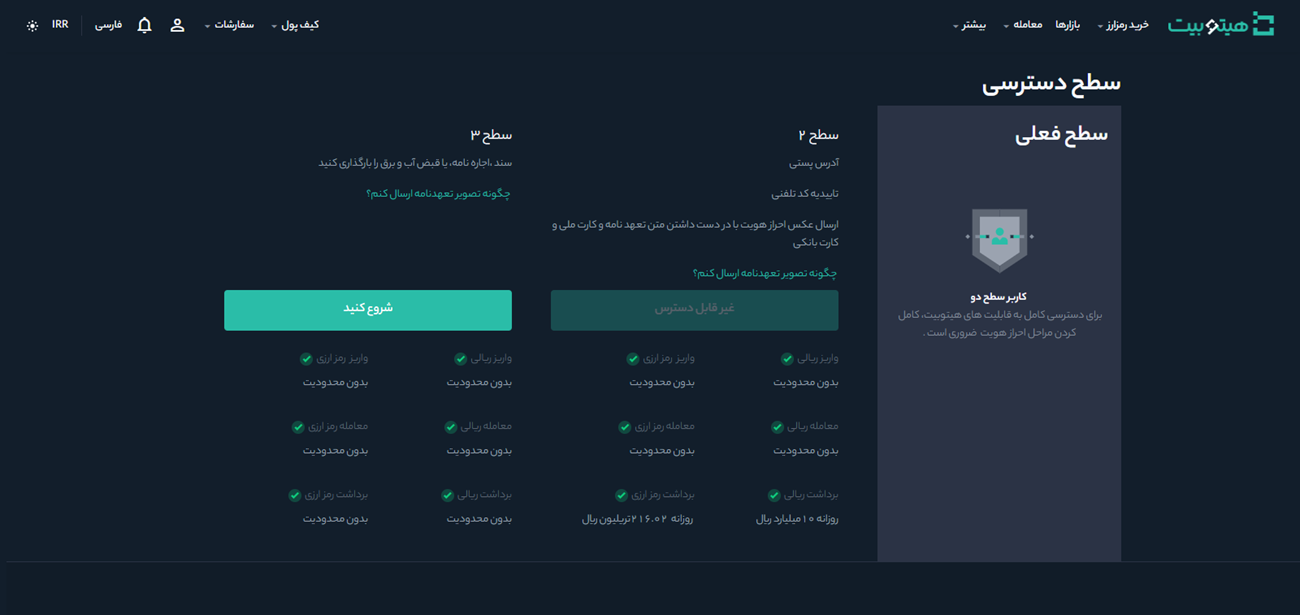 هیتوبیت
خرید رمزارز
بازارها
معامله
بیشتر
کیف پول
سفارشات
فارسی
IRR
سطح دسترسی
سطح فعلی
کاربر سطح دو
برای دسترسی کامل به قابلیت های هیتوبیت، کامل
کردن مراحل احراز هویت ضروری است .
سطح ۲
آدرس پستی
تاییدیه کد تلفنی
ارسال عکس احراز هویت با در دست داشتن متن تعهد نامه و کارت ملی و
کارت بانکی
چگونه تصویر تعهدنامه ارسال کنم؟
غیر قابل دسترس
واریز ریالی
واریز رمز ارزی
بدون محدودیت
بدون محدودیت
معامله ریالی
معامله رمز ارزی
بدون محدودیت
بدون محدودیت
برداشت ریالی
برداشت رمز ارزی
روزانه ۱۰ میلیارد ریال
روزانه ۲۱۶.۰۲ تریلیون ریال
سطح ۳
سند ،اجاره نامه، یا قبض آب و برق را بارگذاری کنید
چگونه تصویر تعهدنامه ارسال کنم؟
شروع کنید
واریز ریالی
واریز رمز ارزی
بدون محدودیت
بدون محدودیت
معامله ریالی
معامله رمز ارزی
بدون محدودیت
بدون محدودیت
برداشت ریالی
برداشت رمز ارزی
بدون محدودیت
بدون محدودیت